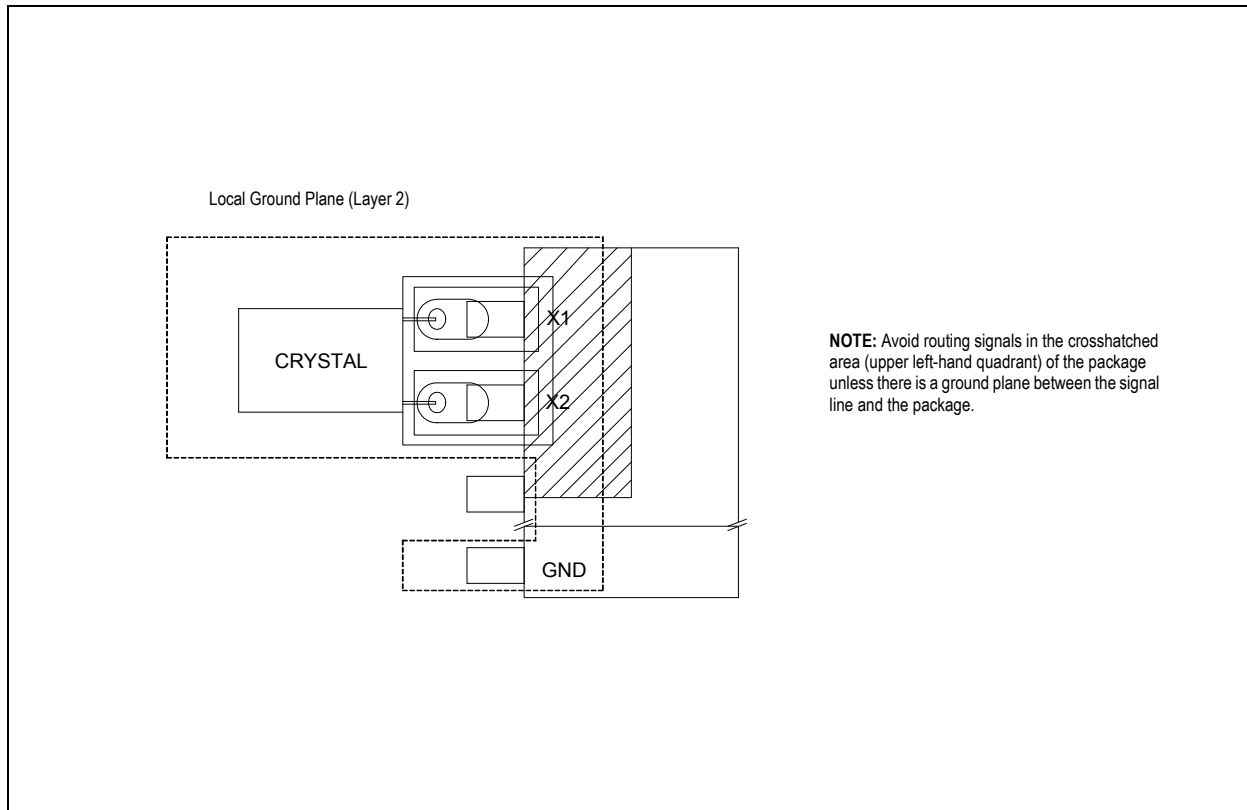 Local Ground Plane (Layer 2)
X1
CRYSTAL
X2
GND
NOTE: Avoid routing signals in the crosshatched
area (upper left-hand quadrant) of the package
unless there is a ground plane between the signal
line and the package.